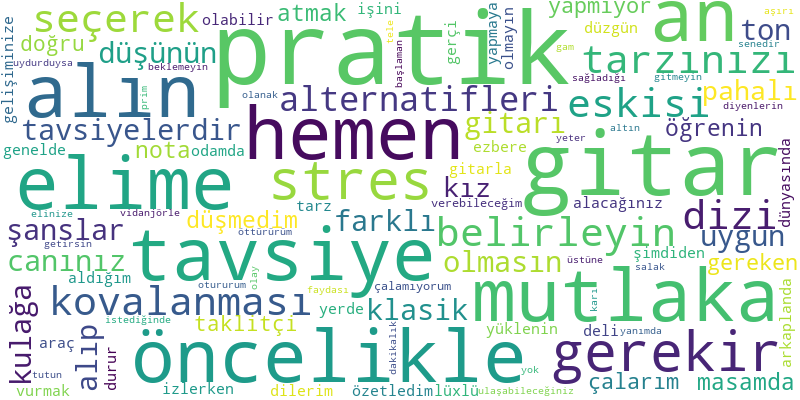 seçerek
pratik
an
hemen
gitar
alın
elime
stres
tavsiye
mutlaka
öncelikle
gerekir
kovalanması
belirleyin
dizi
olabilir
atmak
işini
tele
gerçi
yapmaya
olmayın
yapmıyor
düzgün
ton
aşırı
senedir
gam
gelişiminize
uydurduysa
doğru
düşünün
beklemeyin
prim
olanak
başlaman
sağladığı
gitmeyin
tarzınızı
alternatifleri
eskisi
pahalı
diyenlerin
tavsiyelerdir
gitarı
yeter
altın
öğrenin
genelde
nota
odamda
ezbere
gitarla
kız
dünyasında
elinize
vidanjörle
tarz
verebileceğim
alacağınız
şanslar
düşmedim
farklı
uygun
getirsin
öttürürüm
canınız
olmasın
üstüne
şimdiden
salak
gereken
aldığım
otururum
olay
çalamıyorum
kulağa
faydası
karı
arkaplanda
istediğinde
klasik
araç
alıp
taklitçi
yerde
yüklenin
deli
yanımda
durur
dakikalık
yok
tutun
vurmak
izlerken
dilerim
özetledim
lüxlü
ulaşabileceğiniz
çalarım
masamda